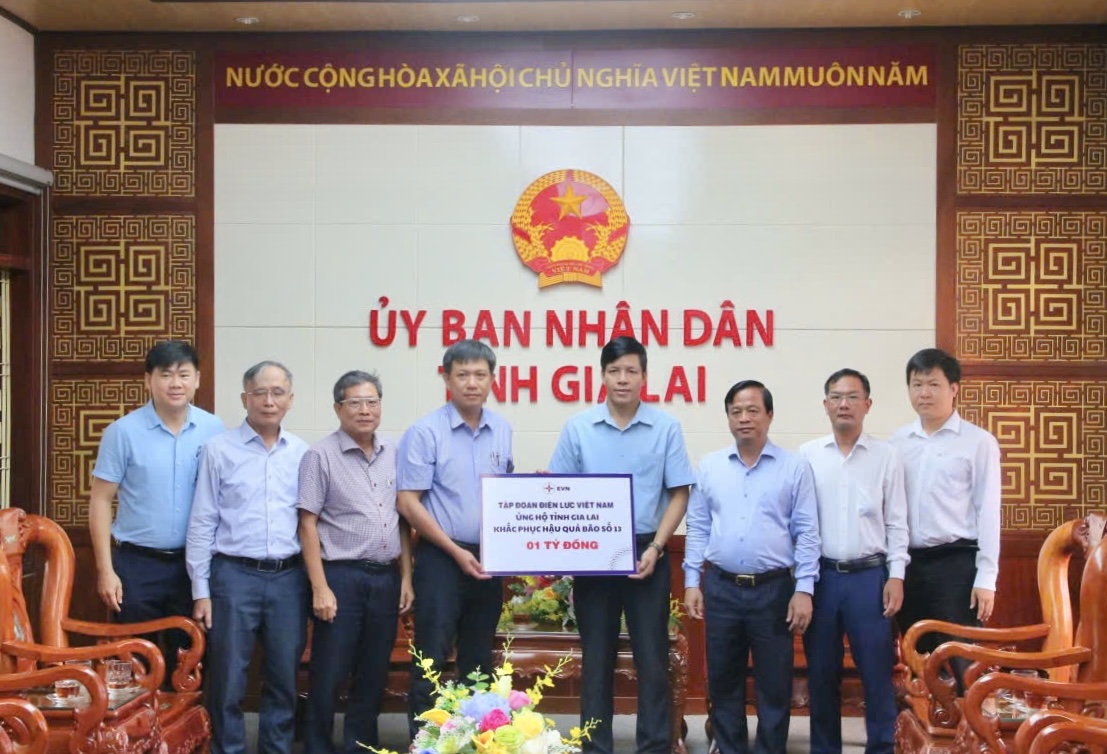 NƯỚC CỘNG HÒA XÃ HỘI CHỦ NGHĨA VIỆT NAM MUÔN NĂM
VIỆT NAM
ỦY BAN NHÂN DÂN
TỈNH GIA LAI
EVN
TẬP ĐOÀN ĐIỆN LỰC VIỆT NAM
ỦNG HỘ TỈNH GIA LAI
KHẮC PHỤC HẬU QUẢ BÃO SỐ 13
01 TỶ ĐỒNG